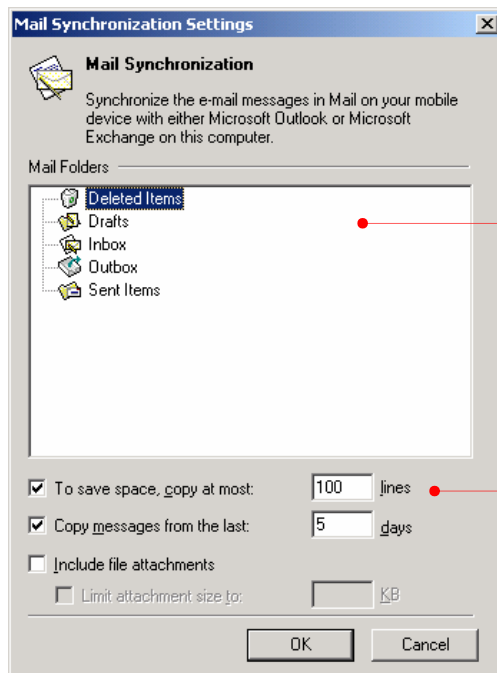 Mail Synchronization Settings
Mail Synchronization
Synchronize the e-mail messages in Mail on your mobile
device with either Microsoft Outlook or Microsoft
Exchange on this computer.
Mail Folders
Deleted Items
Drafts
Inbox
Outbox
Sent Items
To save space, copy at most: 100 lines
Copy messages from the last: 5 days
Include file attachments
Limit attachment size to: KB
OK Cancel